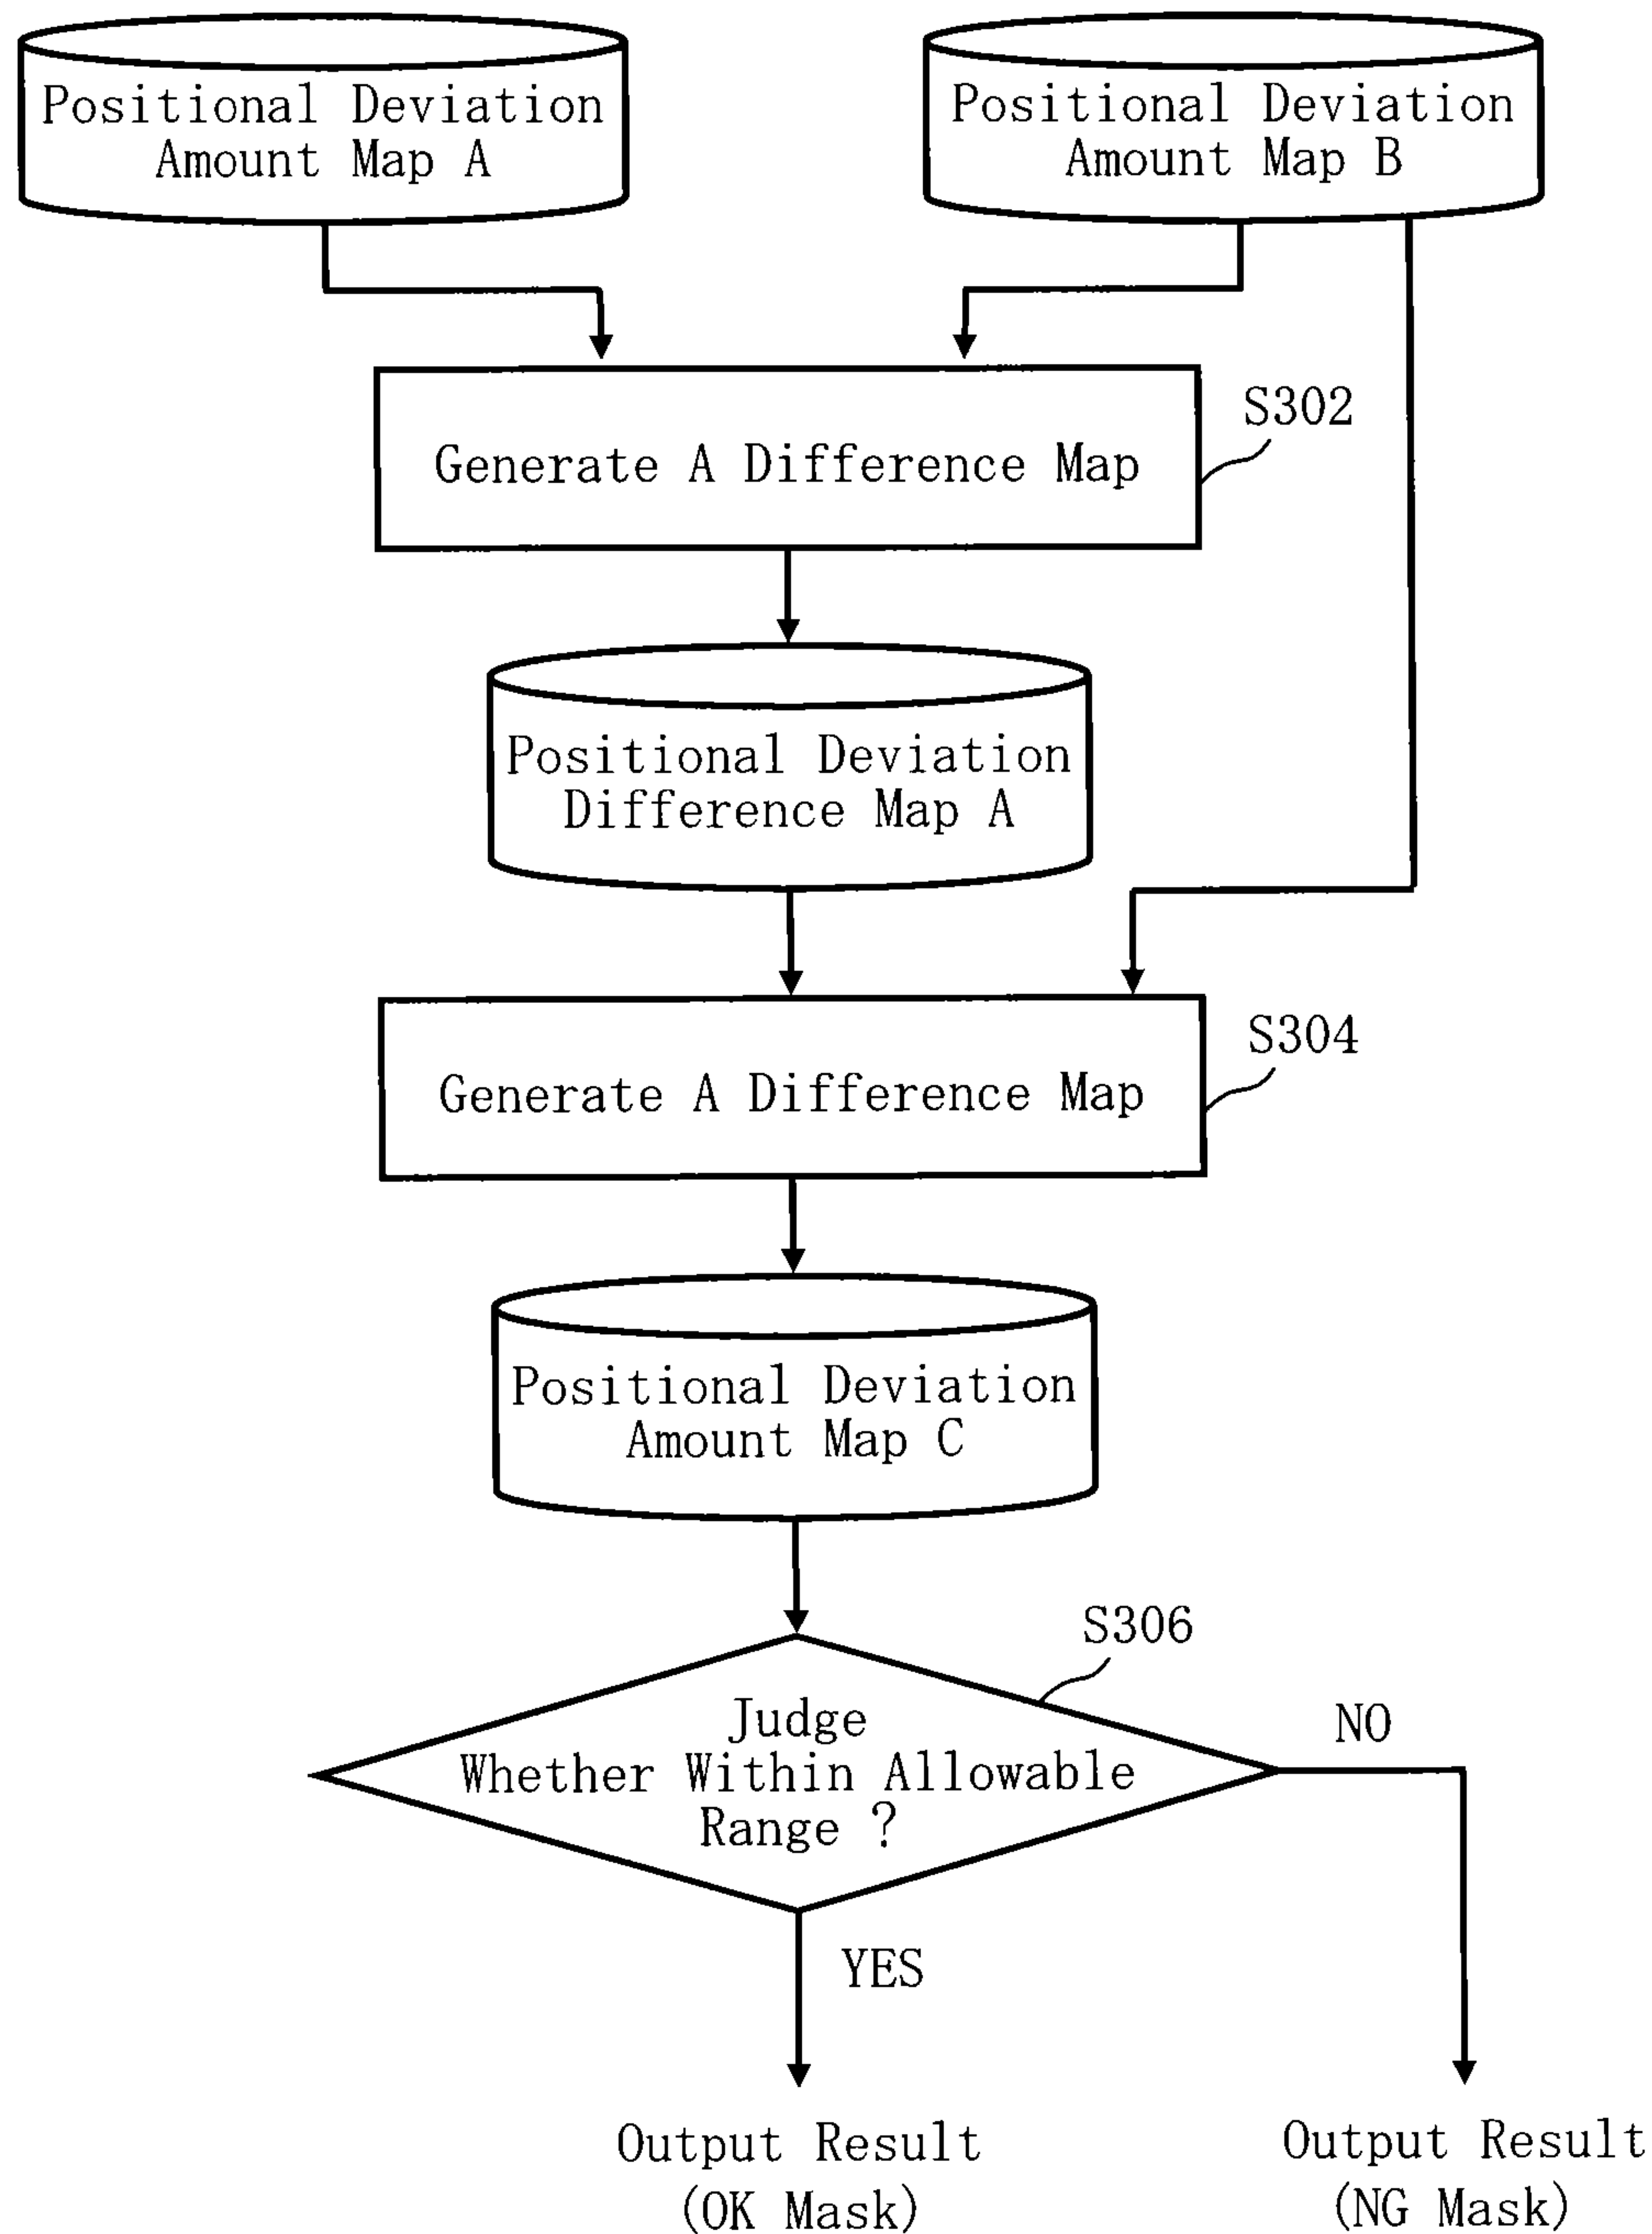 Positional Deviation
Amount Map A
Positional Deviation
Amount Map B
S302
Generate A Difference Map
Positional Deviation
Difference Map A
S304
Generate A Difference Map
Positional Deviation
Amount Map C
S306
Judge
Whether Within Allowable
Range ?
NO
YES
Output Result
(OK Mask)
Output Result
(NG Mask)